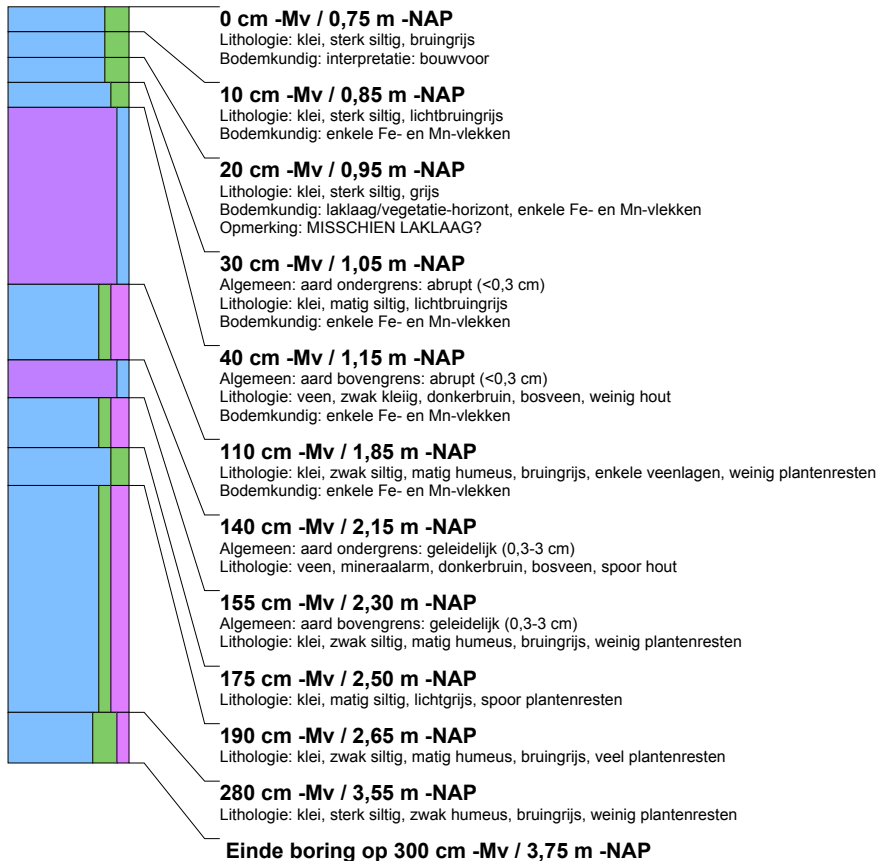 0 cm -Mv / 0,75 m -NAP
Lithologie: klei, sterk siltig, bruingrijs
Bodemkundig: interpretatie: bouwvoor
10 cm -Mv / 0,85 m -NAP
Lithologie: klei, sterk siltig, lichtbruingrijs
Bodemkundig: enkele Fe- en Mn-vlekken
20 cm -Mv / 0,95 m -NAP
Lithologie: klei, sterk siltig, grijs
Bodemkundig: laklaag/vegetatie-horizont, enkele Fe- en Mn-vlekken
Opmerking: MISSCHIEN LAKLAAG?
30 cm -Mv / 1,05 m -NAP
Algemeen: aard ondergrens: abrupt (<0,3 cm)
Lithologie: klei, matig siltig, lichtbruingrijs
Bodemkundig: enkele Fe- en Mn-vlekken
40 cm -Mv / 1,15 m -NAP
Algemeen: aard bovengrens: abrupt (<0,3 cm)
Lithologie: veen, zwak kleiig, donkerbruin, bosveen, weinig hout
Bodemkundig: enkele Fe- en Mn-vlekken
110 cm -Mv / 1,85 m -NAP
Lithologie: klei, zwak siltig, matig humeus, bruingrijs, enkele veenlagen, weinig plantenresten
Bodemkundig: enkele Fe- en Mn-vlekken
140 cm -Mv / 2,15 m -NAP
Algemeen: aard ondergrens: geleidelijk (0,3-3 cm)
Lithologie: veen, mineraalarm, donkerbruin, bosveen, spoor hout
155 cm -Mv / 2,30 m -NAP
Algemeen: aard bovengrens: geleidelijk (0,3-3 cm)
Lithologie: klei, zwak siltig, matig humeus, bruingrijs, weinig plantenresten
175 cm -Mv / 2,50 m -NAP
Lithologie: klei, matig siltig, lichtgrijs, spoor plantenresten
190 cm -Mv / 2,65 m -NAP
Lithologie: klei, zwak siltig, matig humeus, bruingrijs, veel plantenresten
280 cm -Mv / 3,55 m -NAP
Lithologie: klei, sterk siltig, zwak humeus, bruingrijs, weinig plantenresten
Einde boring op 300 cm -Mv / 3,75 m -NAP